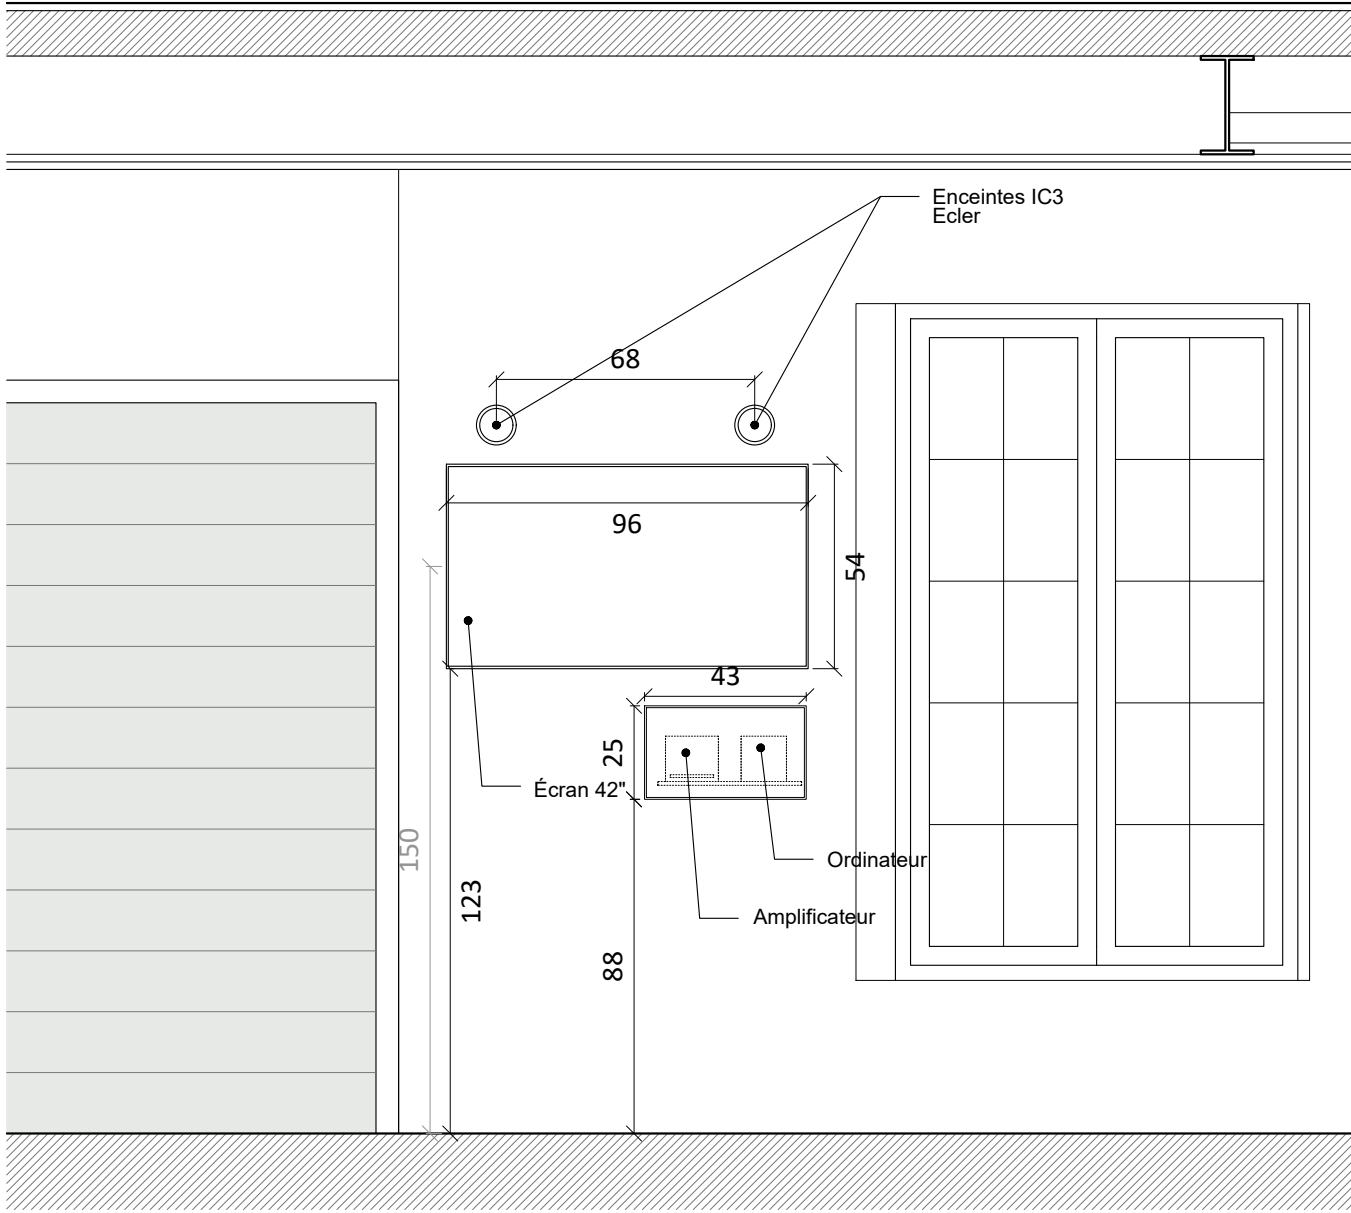 Enceintes IC3
Ecler
68
96
54
43
25
Écran 42"
150
Ordinateur
123
Amplificateur
88